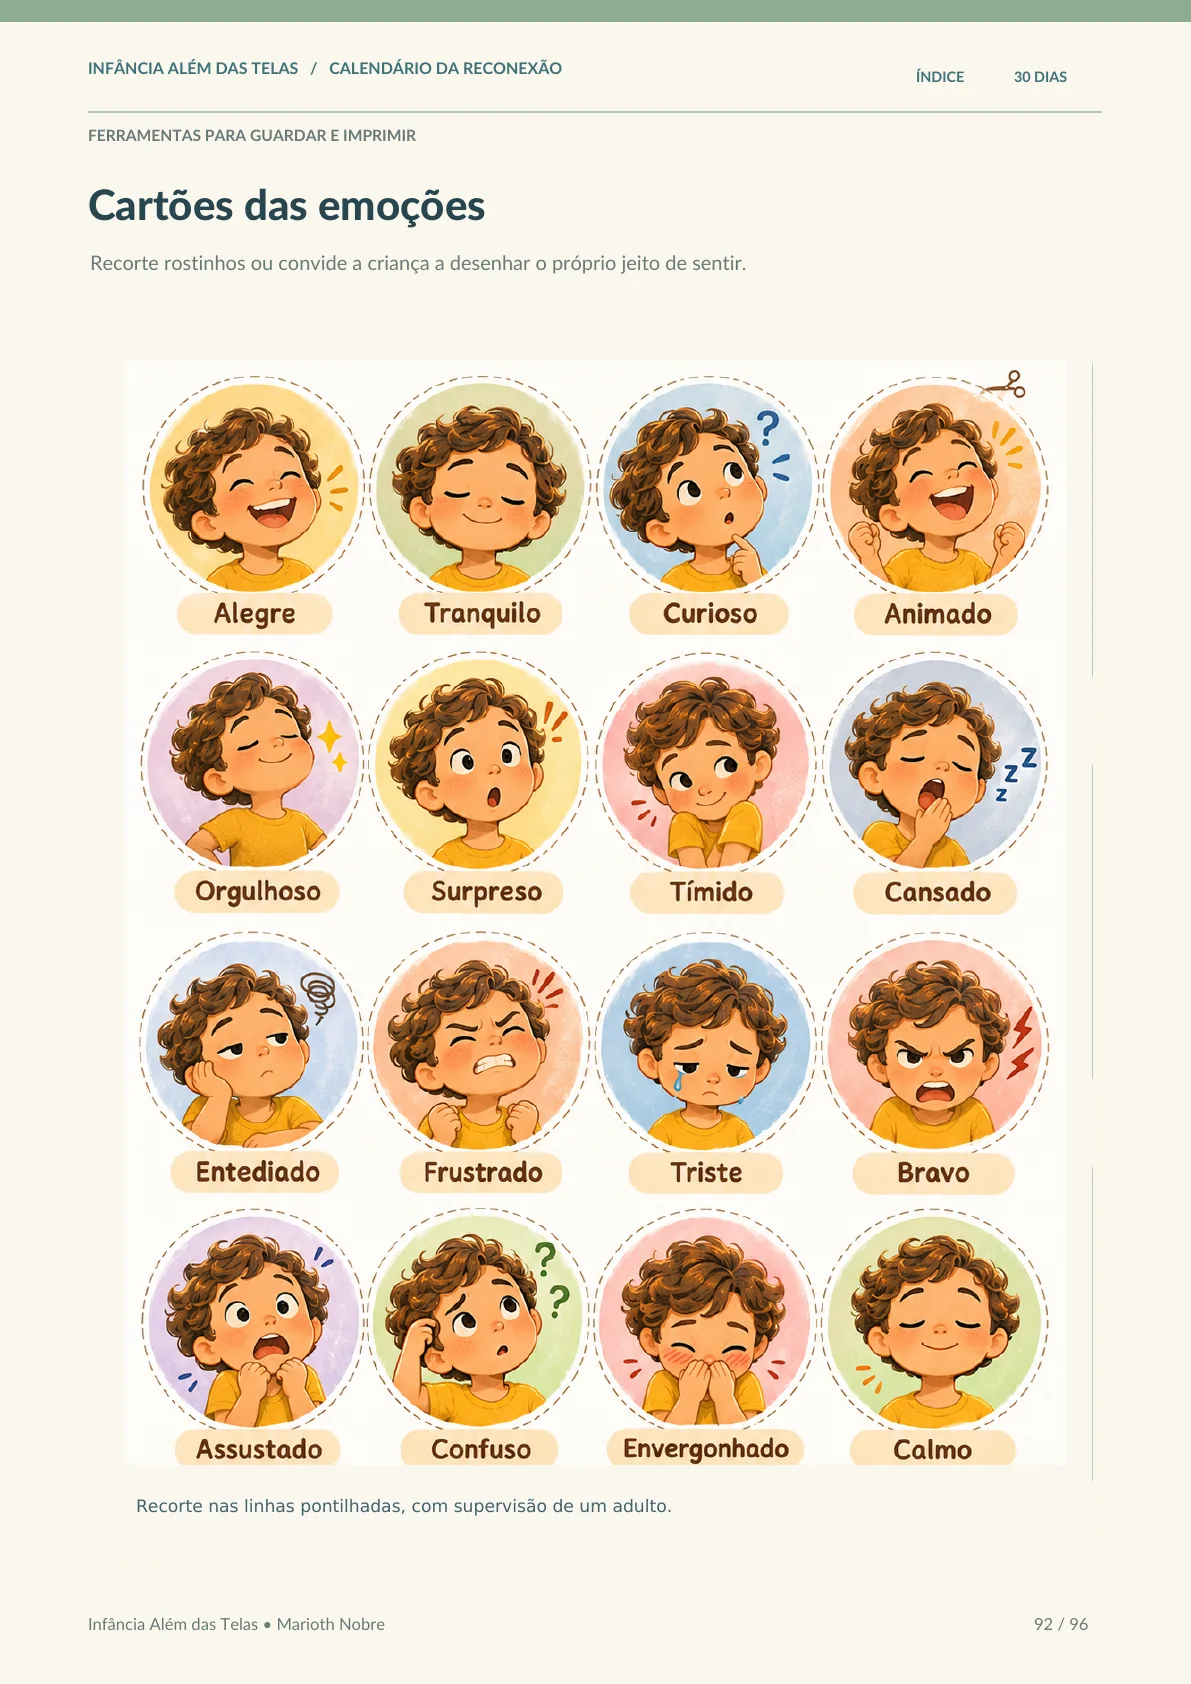 INFÂNCIA ALÉM DAS TELAS / CALENDÁRIO DA RECONEXÃO
ÍNDICE 30 DIAS
FERRAMENTAS PARA GUARDAR E IMPRIMIR
Cartões das emoções
Recorte rostinhos ou convide a criança a desenhar o próprio jeito de sentir.
?
Alegre Tranquilo Curioso Animado
z z z
Orgulhoso Surpreso Tímido Cansado
Entediado Frustrado Triste Bravo
? ?
Assustado Confuso Envergonhado Calmo
Recorte nas linhas pontilhadas, com supervisão de um adulto.
Infância Além das Telas • Marioth Nobre
92 / 96